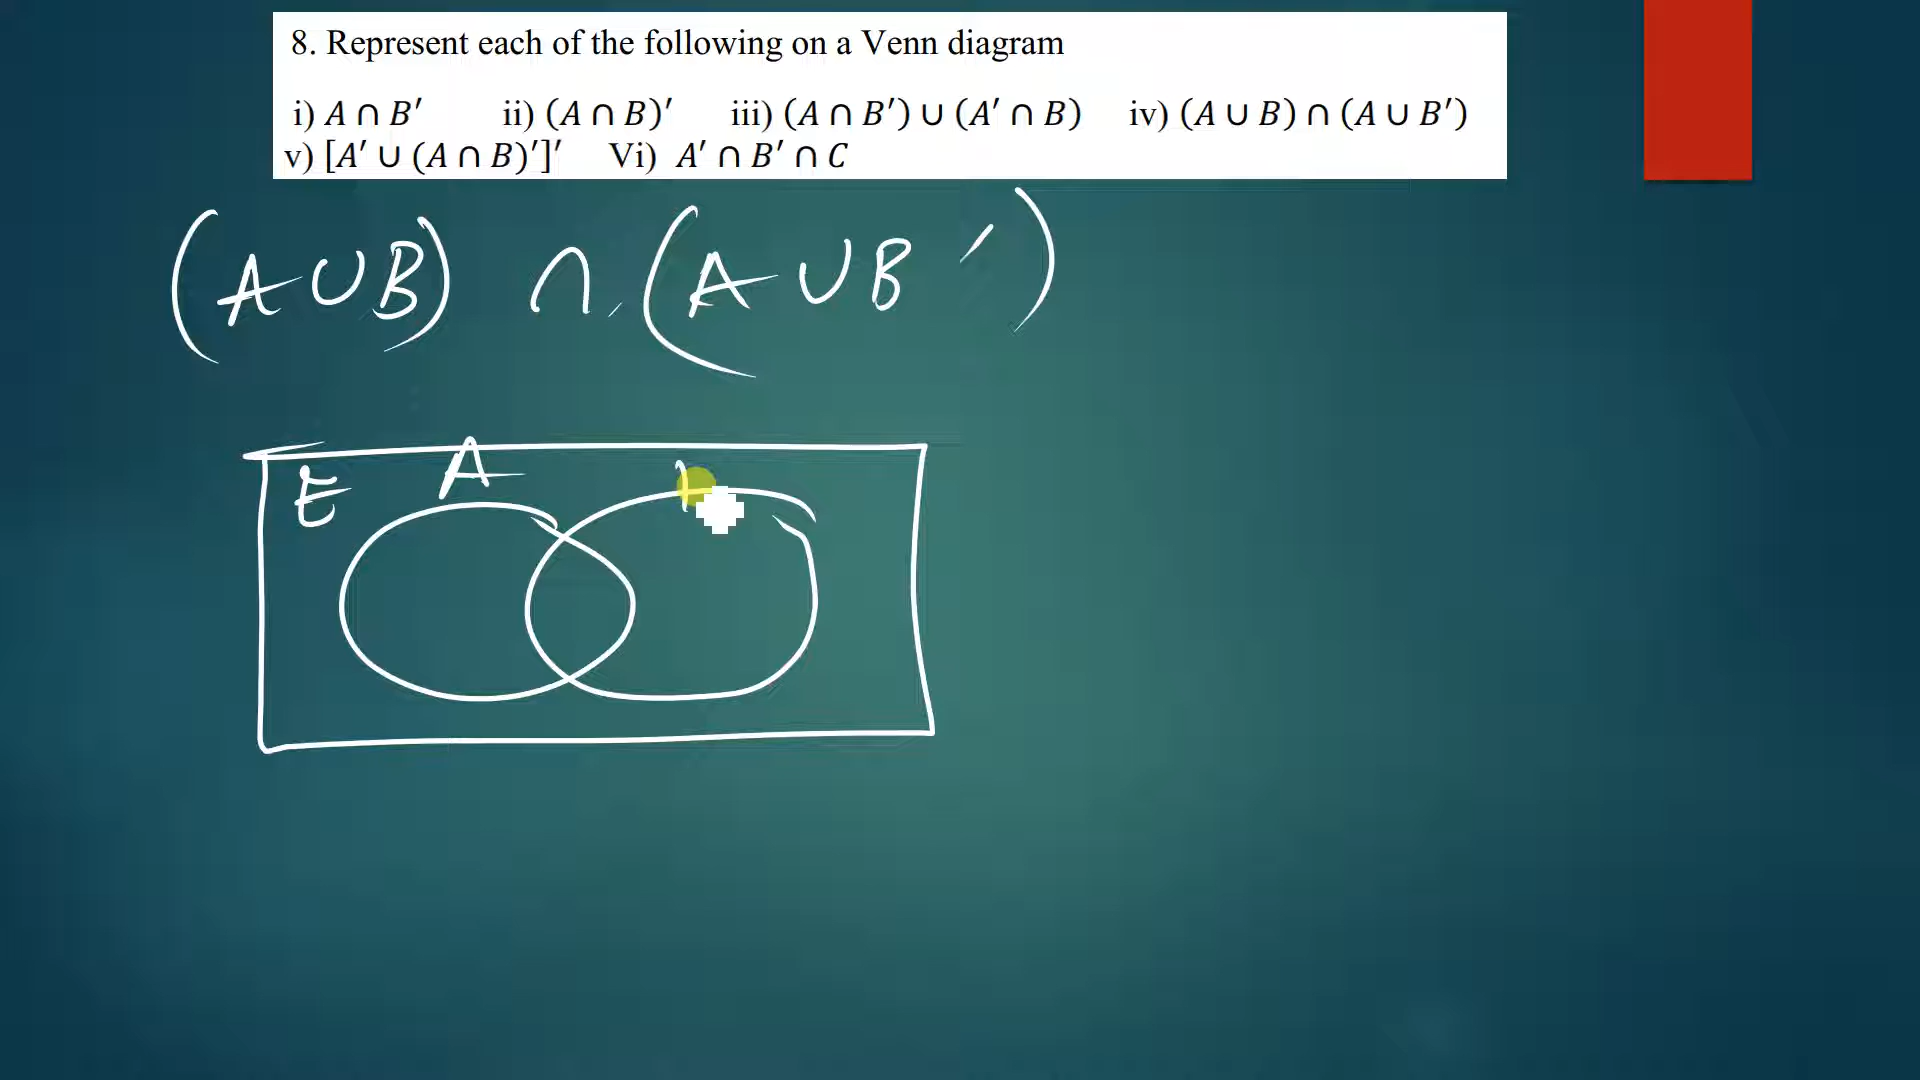 8. Represent each of the following on a Venn diagram
i) A ∩ B′ ii) (A ∩ B)′ iii) (A ∩ B′) ∪ (A′ ∩ B) iv) (A ∪ B) ∩ (A ∪ B′)
v) [A′ ∪ (A ∩ B)′]′ Vi) A′ ∩ B′ ∩ C
(A ∪ B) ∩ (A ∪ B ′)
E A